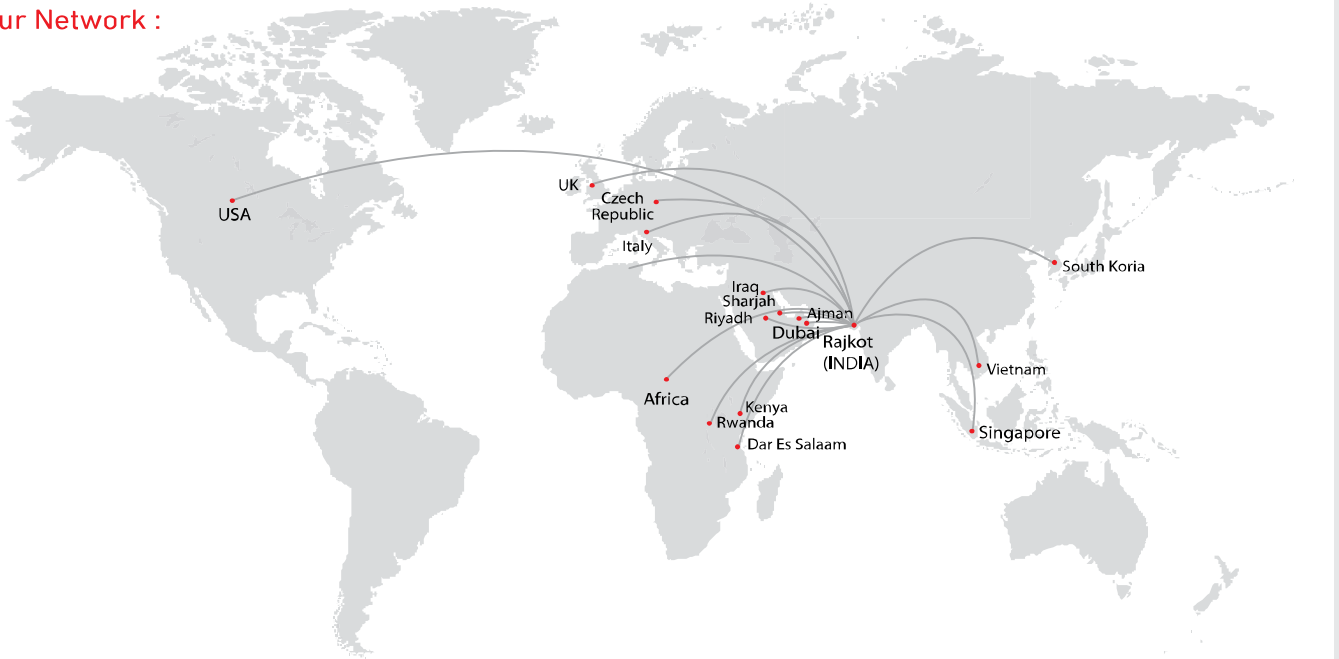 ur Network :
UK
Czech
Republic
USA
Italy
South Koria
Iraq
Sharjah
Riyadh
Ajman
Dubai
Rajkot
(INDIA)
Vietnam
Africa
Kenya
Rwanda
Singapore
Dar Es Salaam